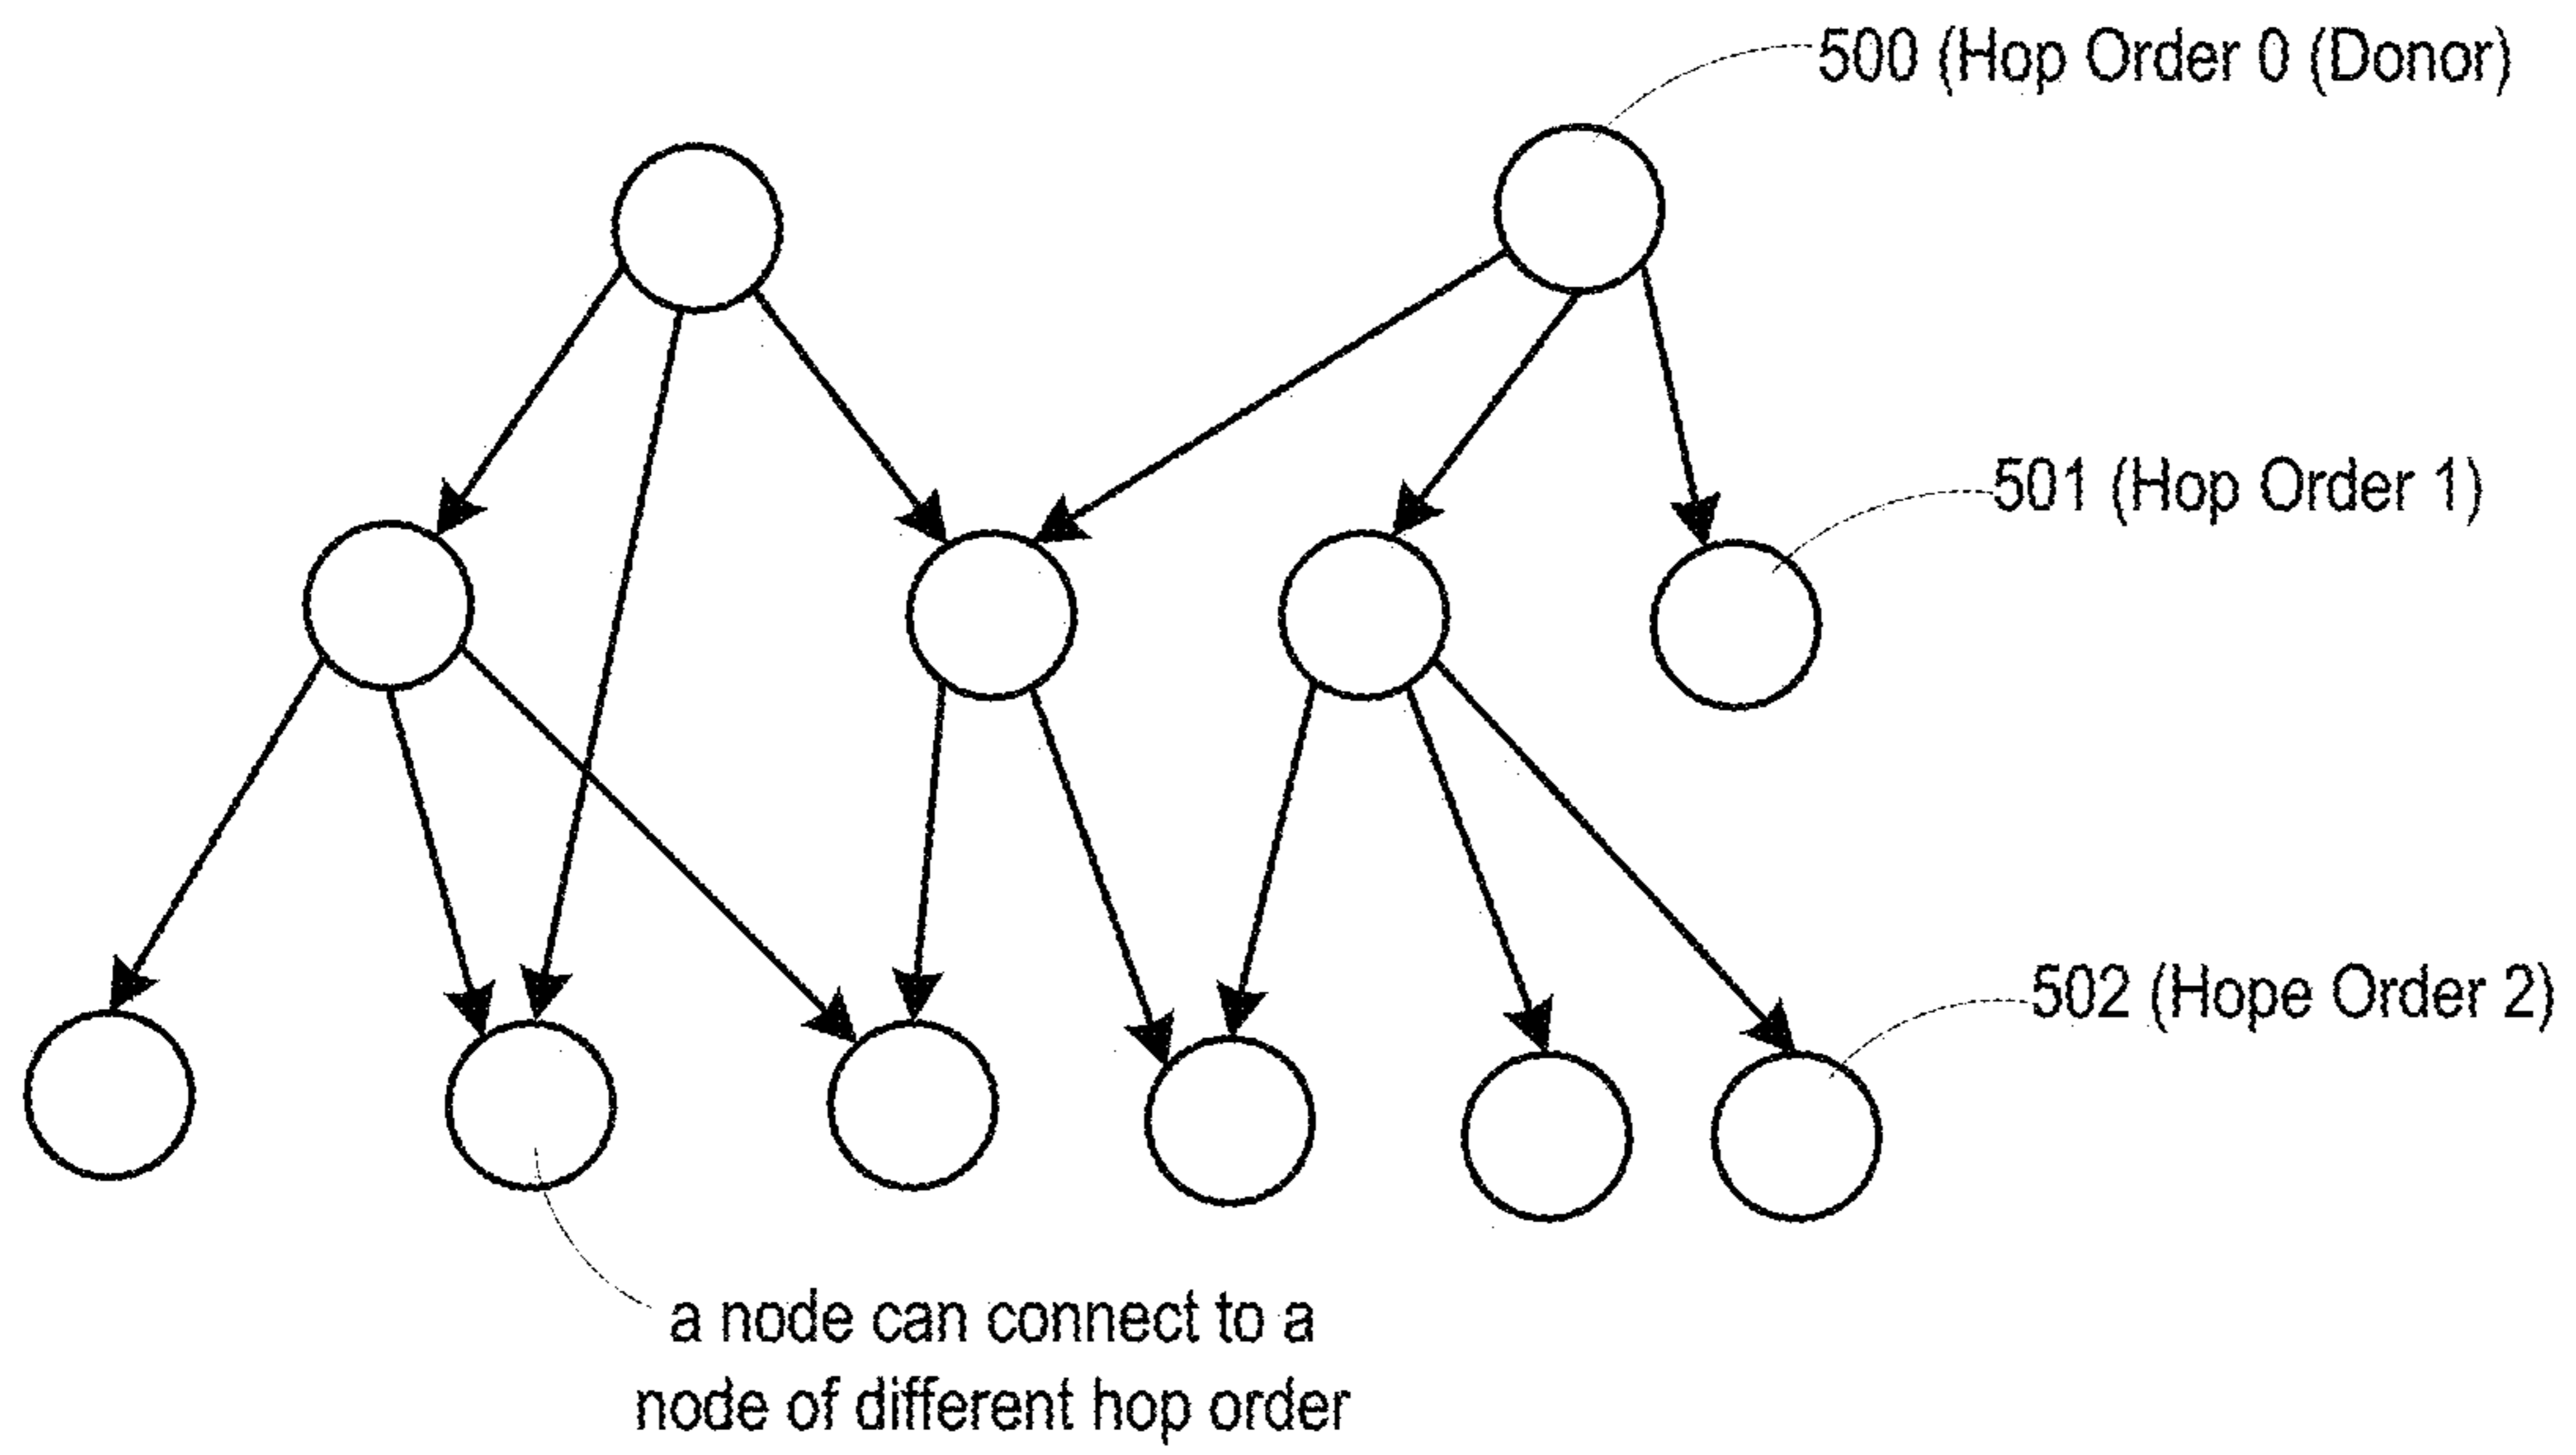 500 (Hop Order 0 (Donor)
501 (Hop Order 1)
502 (Hope Order 2)
a node can connect to a
node of different hop order